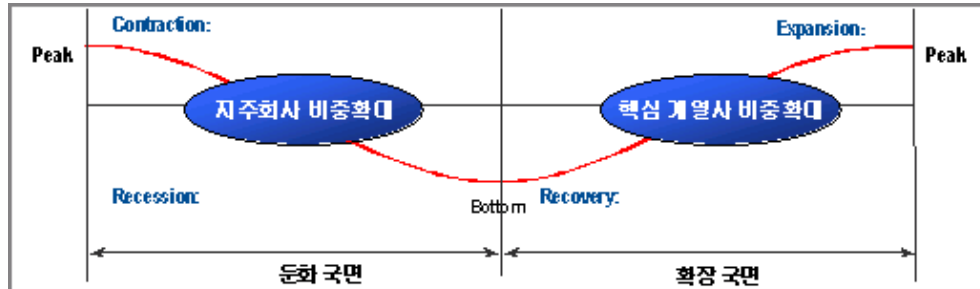 Contraction:
Expansion:
Peak
Peak
지주회사 비중확대
핵심 계열사 비중확대
Recession:
Bottom
Recovery:
둔화 국면
확장 국면